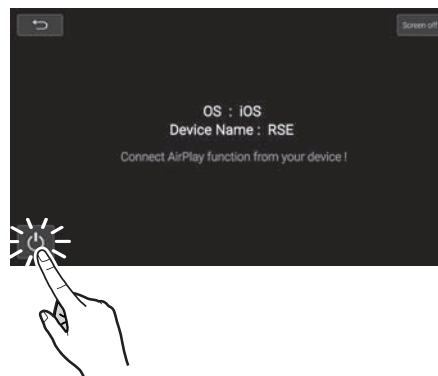 Screen off
OS : iOS
Device Name : RSE
Connect AirPlay function from your device !